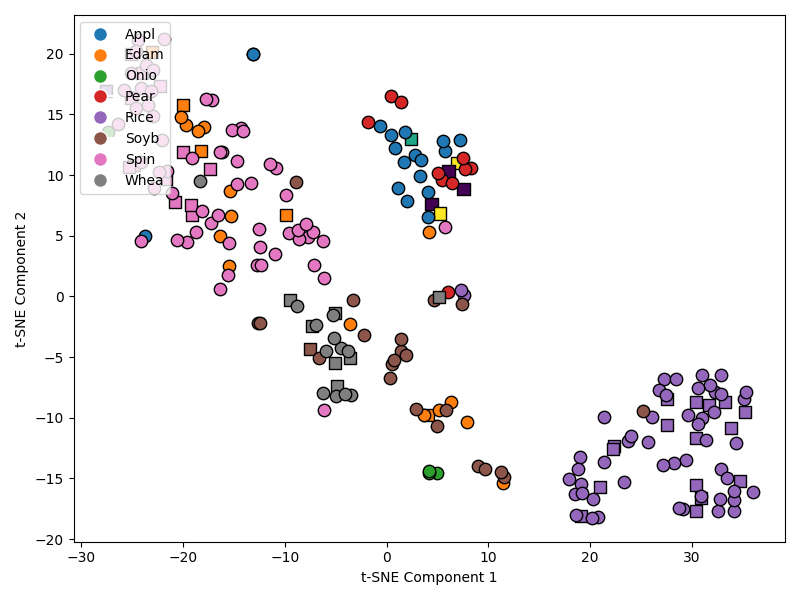 Appl
Edam
Onio
Pear
Rice
Soyb
Spin
Whea
20
15
10
5
0
−5
−10
−15
−20
−30
−20
−10
0
10
20
30
t-SNE Component 1
t-SNE Component 2